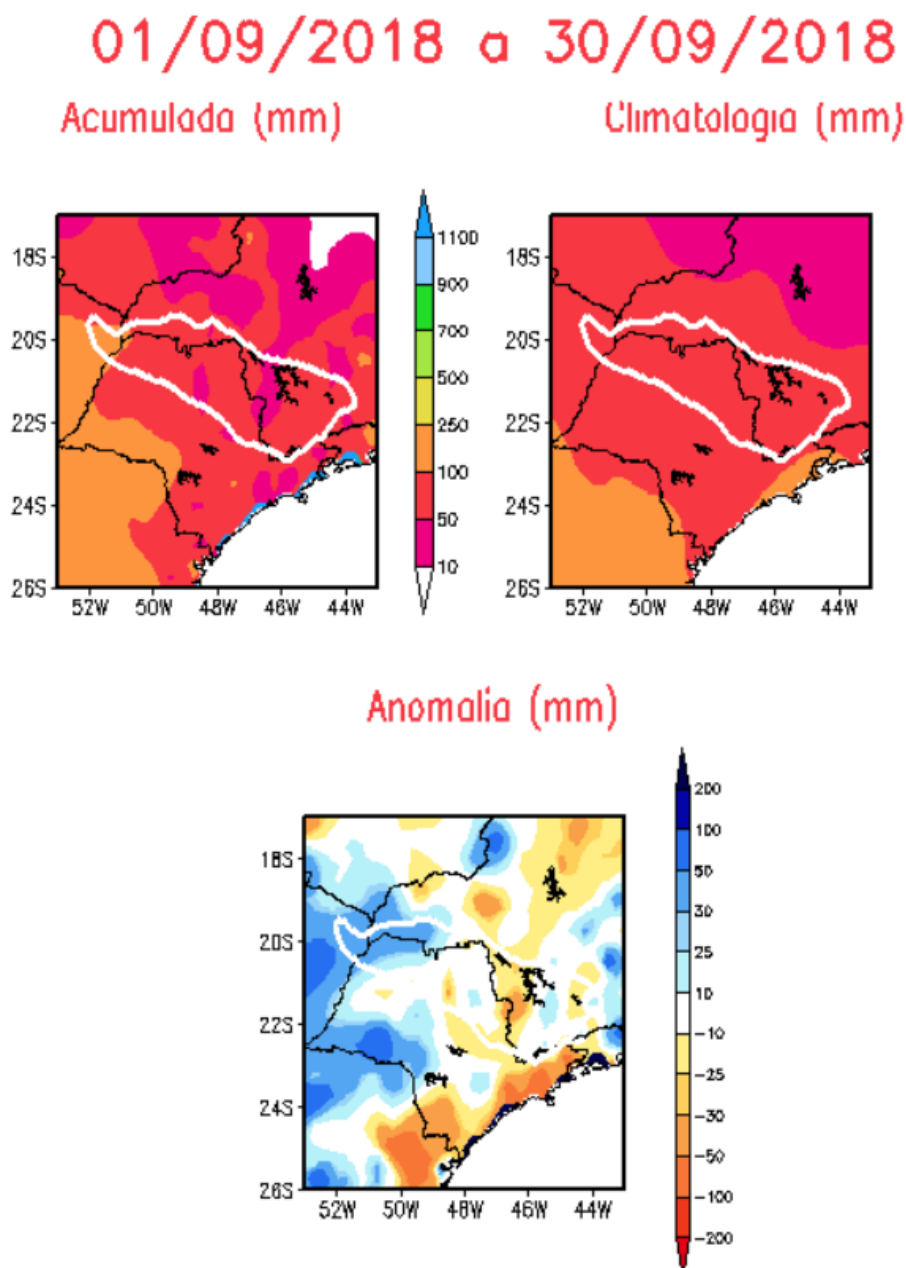 01/09/2018 a 30/09/2018
Acumulada (mm)
Climatologia (mm)
18S
20S
22S
24S
26S
52W 50W 48W 46W 44W
1100
900
700
500
250
100
50
10
18S
20S
22S
24S
26S
52W 50W 48W 46W 44W
Anomalia (mm)
18S
20S
22S
24S
26S
52W 50W 48W 46W 44W
200
100
50
30
25
10
-10
-25
-30
-50
-100
-200